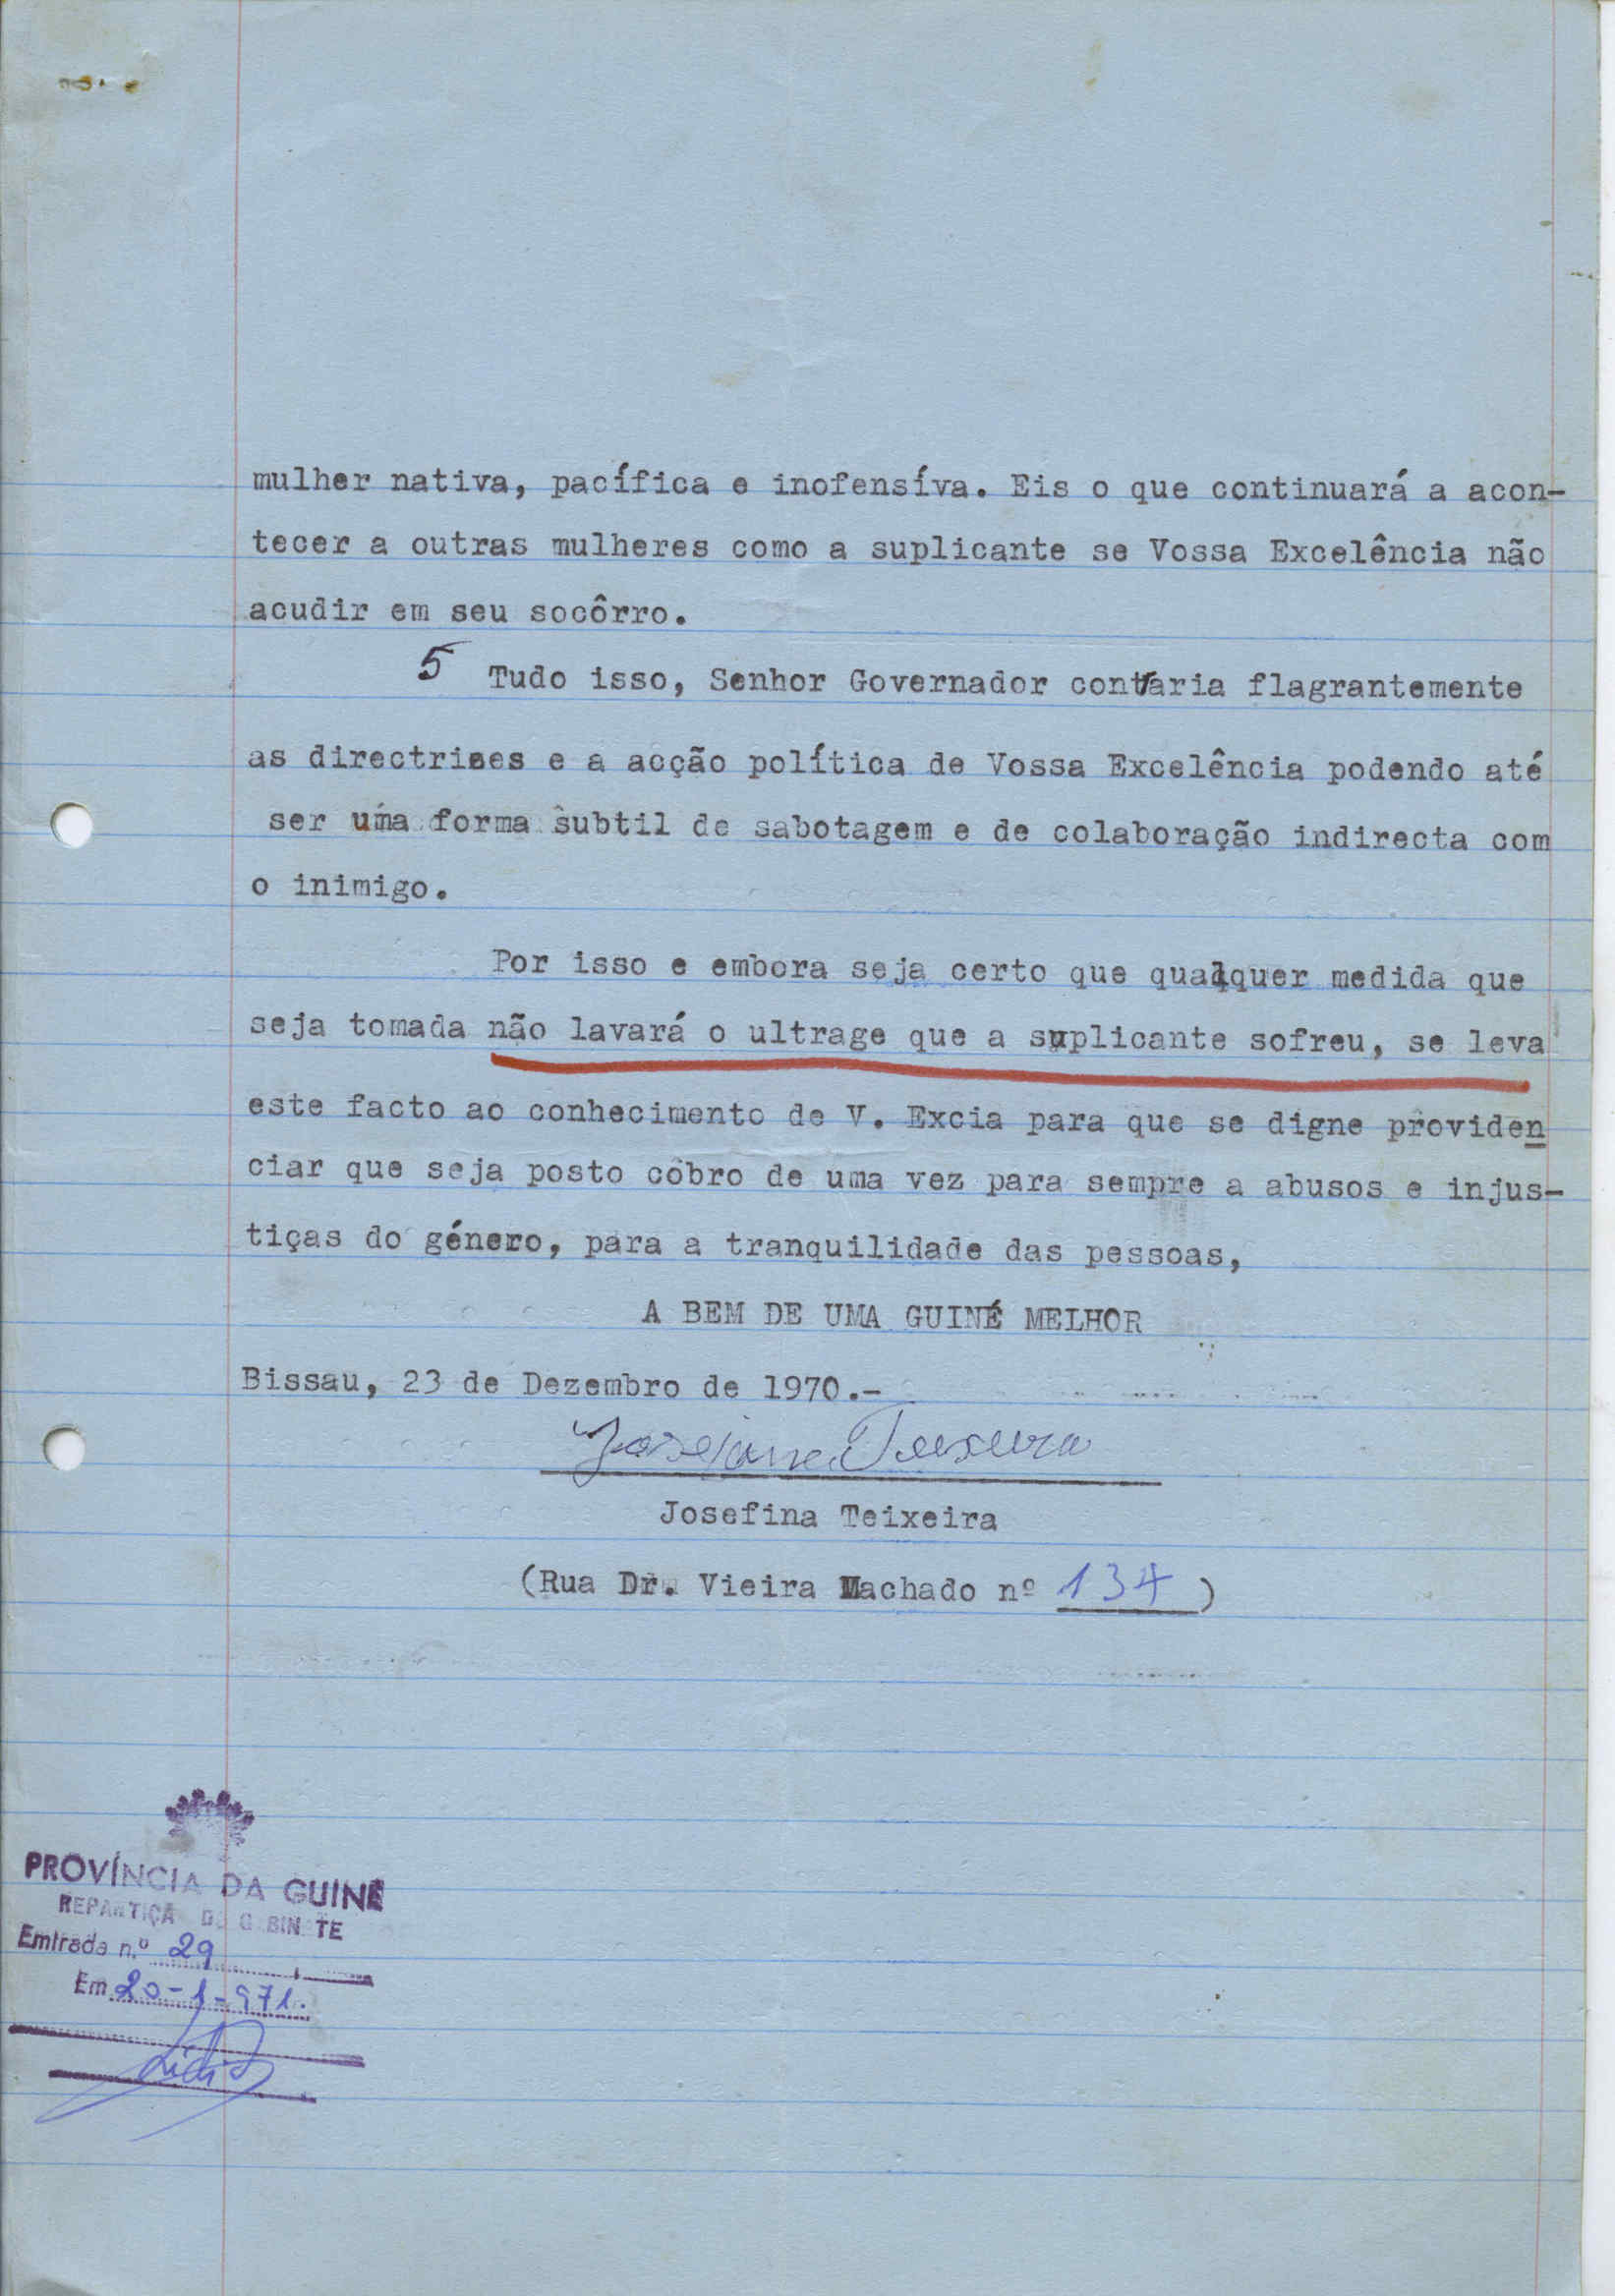 mulher nativa, pacífica e inofensíva. Eis o que continuará a acon-
tecer a outras mulheres como a suplicante se Vossa Excelência não
acudir em seu socôrro.
5 Tudo isso, Senhor Governador contraria flagrantemente
as directrises e a acção política de Vossa Excelência podendo até
ser uma forma subtil de sabotagem e de colaboração indirecta com
o inimigo.
Por isso e embora seja certo que qualquer medida que
seja tomada não lavará o ultrage que a suplicante sofreu, se leva
este facto ao conhecimento de V. Excia para que se digne providen
ciar que seja posto côbro de uma vez para sempre a abusos e injus-
tiças do género, para a tranquilidade das pessoas,
A BEM DE UMA GUINÉ MELHOR
Bissau, 23 de Dezembro de 1970.-
Josefina Teixeira
Josefina Teixeira
(Rua Dr. Vieira Machado nº 134)
PROVÍNCIA DA GUINÉ
REPARTIÇÃO DO GABINETE
Entrada n.º 29
Em 20-1-971.